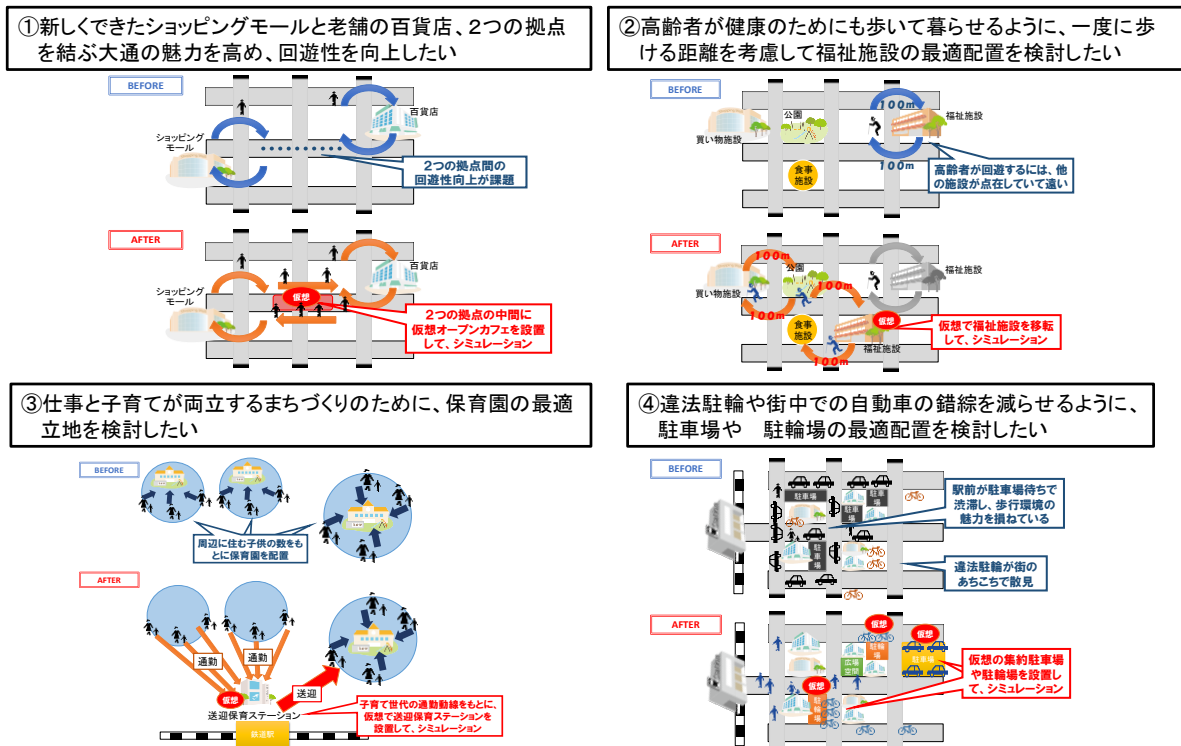 ①新しくできたショッピングモールと老舗の百貨店、２つの拠点
を結ぶ大通の魅力を高め、回遊性を向上したい
BEFORE
百貨店
ショッピング
モール
２つの拠点間の
回遊性向上が課題
AFTER
百貨店
ショッピング
モール
仮想
２つの拠点の中間に
仮想オープンカフェを設置
して、シミュレーション
②高齢者が健康のためにも歩いて暮らせるように、一度に歩
ける距離を考慮して福祉施設の最適配置を検討したい
BEFORE
100m
公園
福祉施設
買い物施設
100m
食事
施設
高齢者が回遊するには、他
の施設が点在していて遠い
AFTER
100m
公園
福祉施設
買い物施設
100m
100m
仮想
食事
施設
福祉施設
100m
仮想で福祉施設を移転
して、シミュレーション
③仕事と子育てが両立するまちづくりのために、保育園の最適
立地を検討したい
BEFORE
周辺に住む子供の数をも
とに保育園を配置
AFTER
通勤
通勤
仮想
送迎
送迎保育ステーション
鉄道駅
子育て世代の通勤動線をもとに、
仮想で送迎保育ステーションを
設置して、シミュレーション
④違法駐輪や街中での自動車の錯綜を減らせるように、
駐車場や　駐輪場の最適配置を検討したい
BEFORE
駐車場
駐車場
駐車
場
駐
車
場
駅前が駐車場待ちで
渋滞し、歩行環境の
魅力を損ねている
違法駐輪が街の
あちこちで散見
AFTER
仮想
仮想
駐輪
場
駐車場
広場
空間
仮想
駐輪
場
仮想の集約駐車場
や駐輪場を設置し
て、シミュレーション